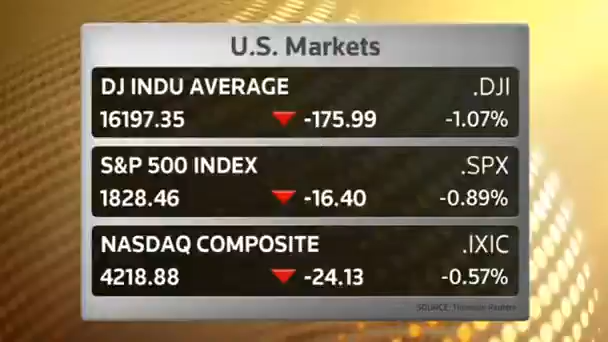 U.S. Markets
DJ INDU AVERAGE .DJI
16197.35 -175.99 -1.07%
S&P 500 INDEX .SPX
1828.46 -16.40 -0.89%
NASDAQ COMPOSITE .IXIC
4218.88 -24.13 -0.57%
SOURCE: Thomson Reuters